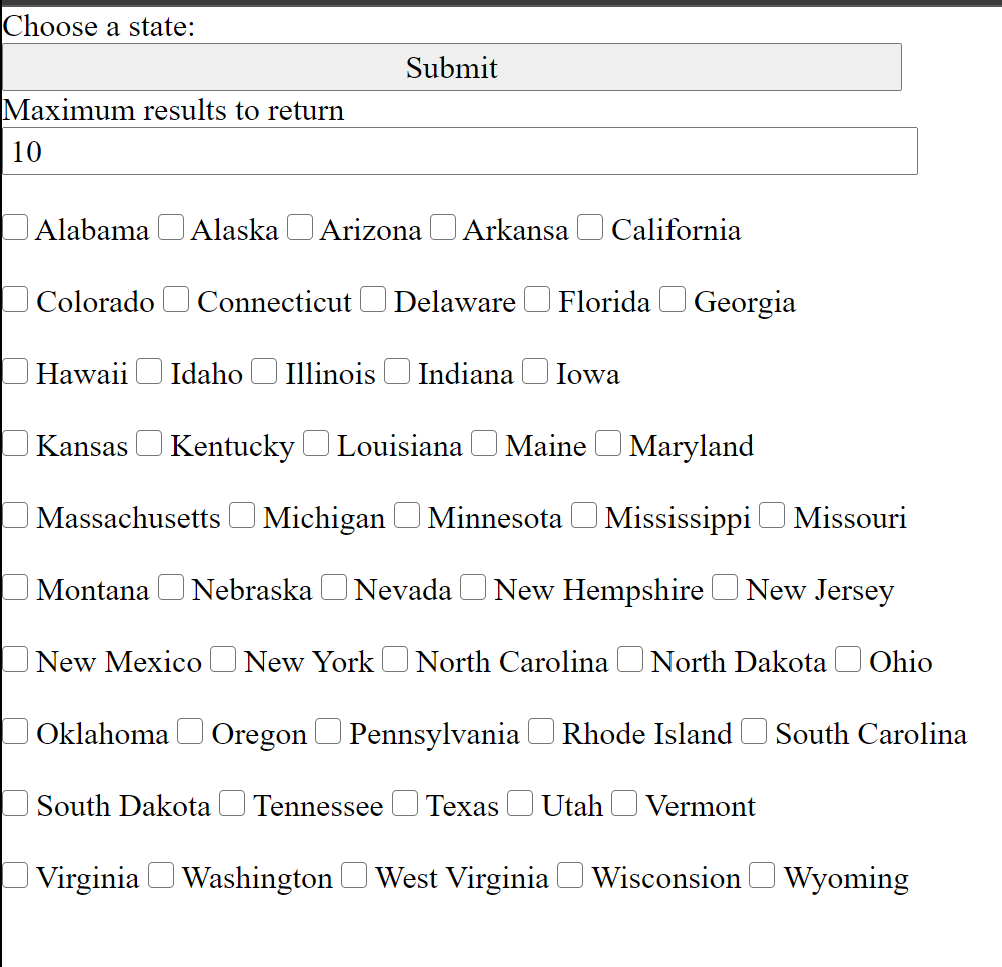 Choose a state:
Submit
Maximum results to return
10
Alabama Alaska Arizona Arkansa California
Colorado Connecticut Delaware Florida Georgia
Hawaii Idaho Illinois Indiana Iowa
Kansas Kentucky Louisiana Maine Maryland
Massachusetts Michigan Minnesota Mississippi Missouri
Montana Nebraska Nevada New Hempshire New Jersey
New Mexico New York North Carolina North Dakota Ohio
Oklahoma Oregon Pennsylvania Rhode Island South Carolina
South Dakota Tennessee Texas Utah Vermont
Virginia Washington West Virginia Wisconsion Wyoming